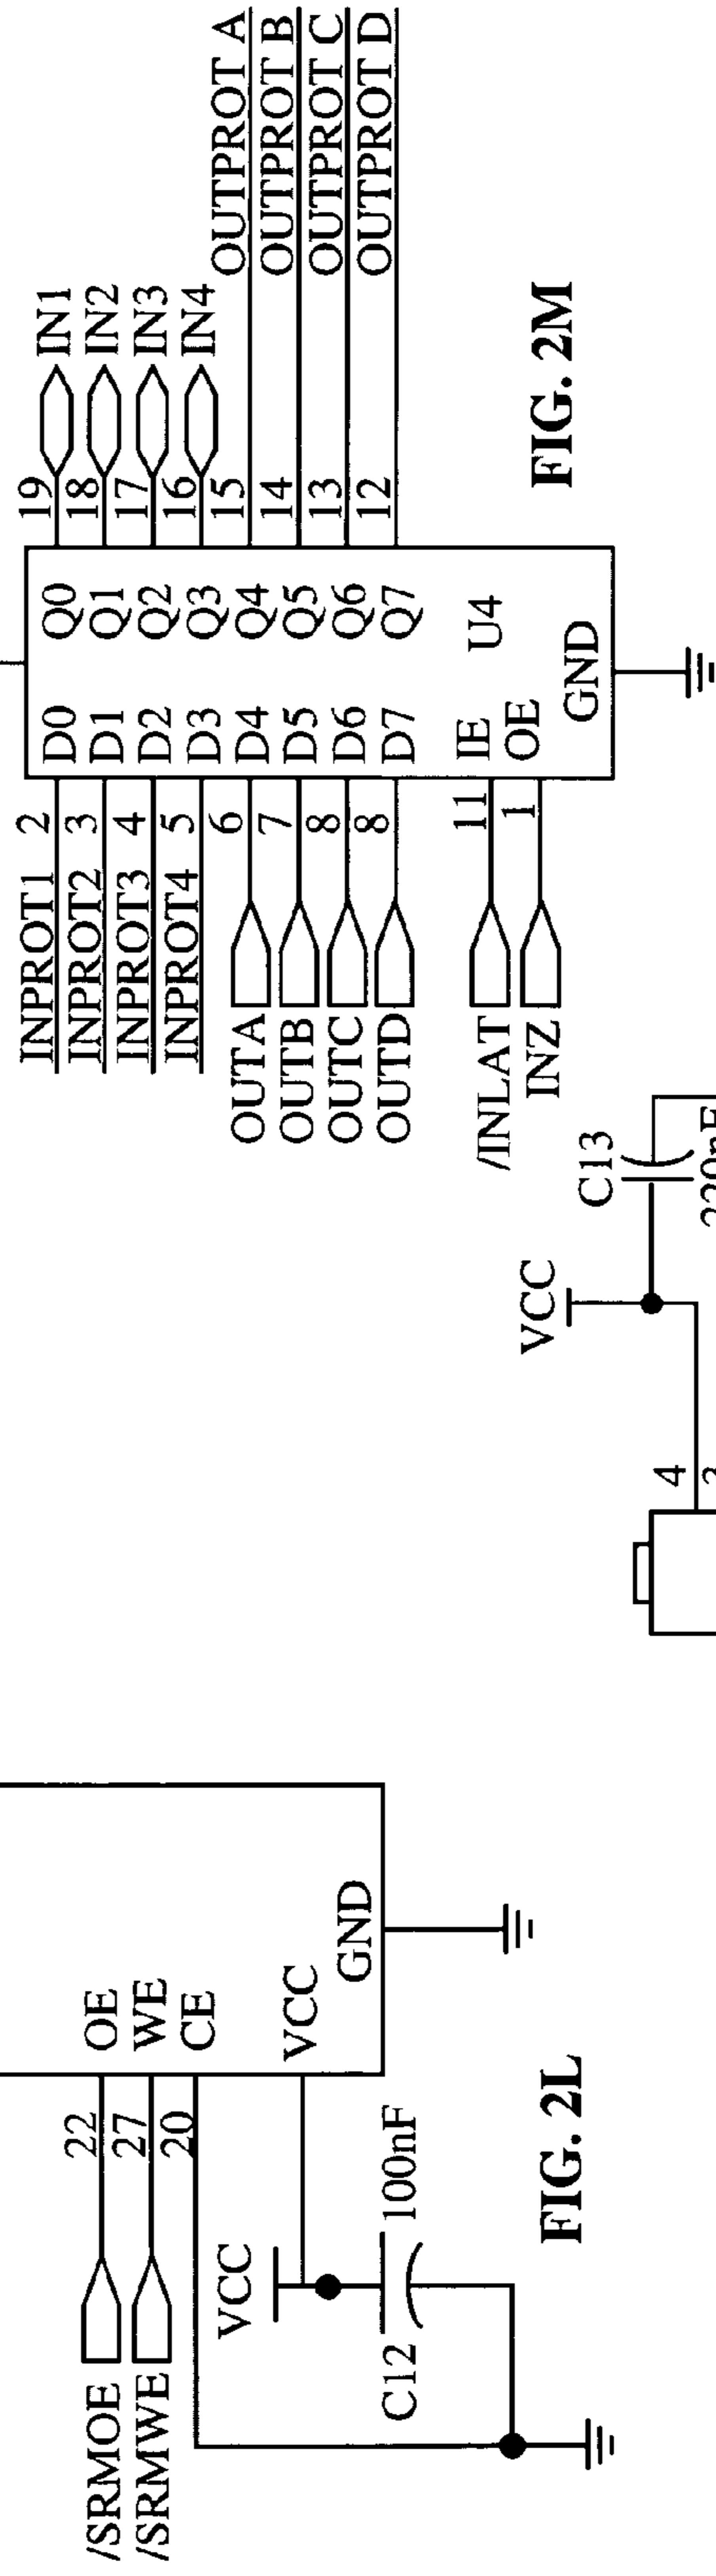 /SRMOE 22 OE
/SRMWE 27 WE
20 CE
VCC
VCC
GND
C12 100nF
FIG. 2L
INPROT1 2 D0 Q0 19 IN1
INPROT2 3 D1 Q1 18 IN2
INPROT3 4 D2 Q2 17 IN3
INPROT4 5 D3 Q3 16 IN4
OUTA 6 D4 Q4 15 OUTPROT A
OUTB 7 D5 Q5 14 OUTPROT B
OUTC 8 D6 Q6 13 OUTPROT C
OUTD 8 D7 Q7 12 OUTPROT D
/INLAT 11 IE U4
INZ 1 OE
GND
FIG. 2M
VCC
C13
4